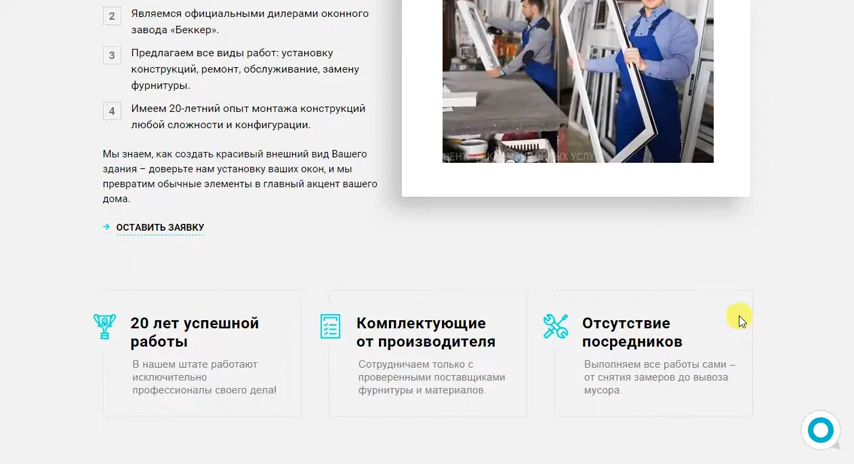 2
Являемся официальными дилерами оконного
завода «Беккер».
3
Предлагаем все виды работ: установку
конструкций, ремонт, обслуживание, замену
фурнитуры.
4
Имеем 20-летний опыт монтажа конструкций
любой сложности и конфигурации.
Мы знаем, как создать красивый внешний вид Вашего
здания – доверьте нам установку ваших окон, и мы
превратим обычные элементы в главный акцент вашего
дома.
ОСТАВИТЬ ЗАЯВКУ
20 лет успешной
работы
В нашем штате работают
исключительно
профессионалы своего дела!
Комплектующие
от производителя
Сотрудничаем только с
проверенными поставщиками
фурнитуры и материалов.
Отсутствие
посредников
Выполняем все работы сами –
от снятия замеров до вывоза
мусора.